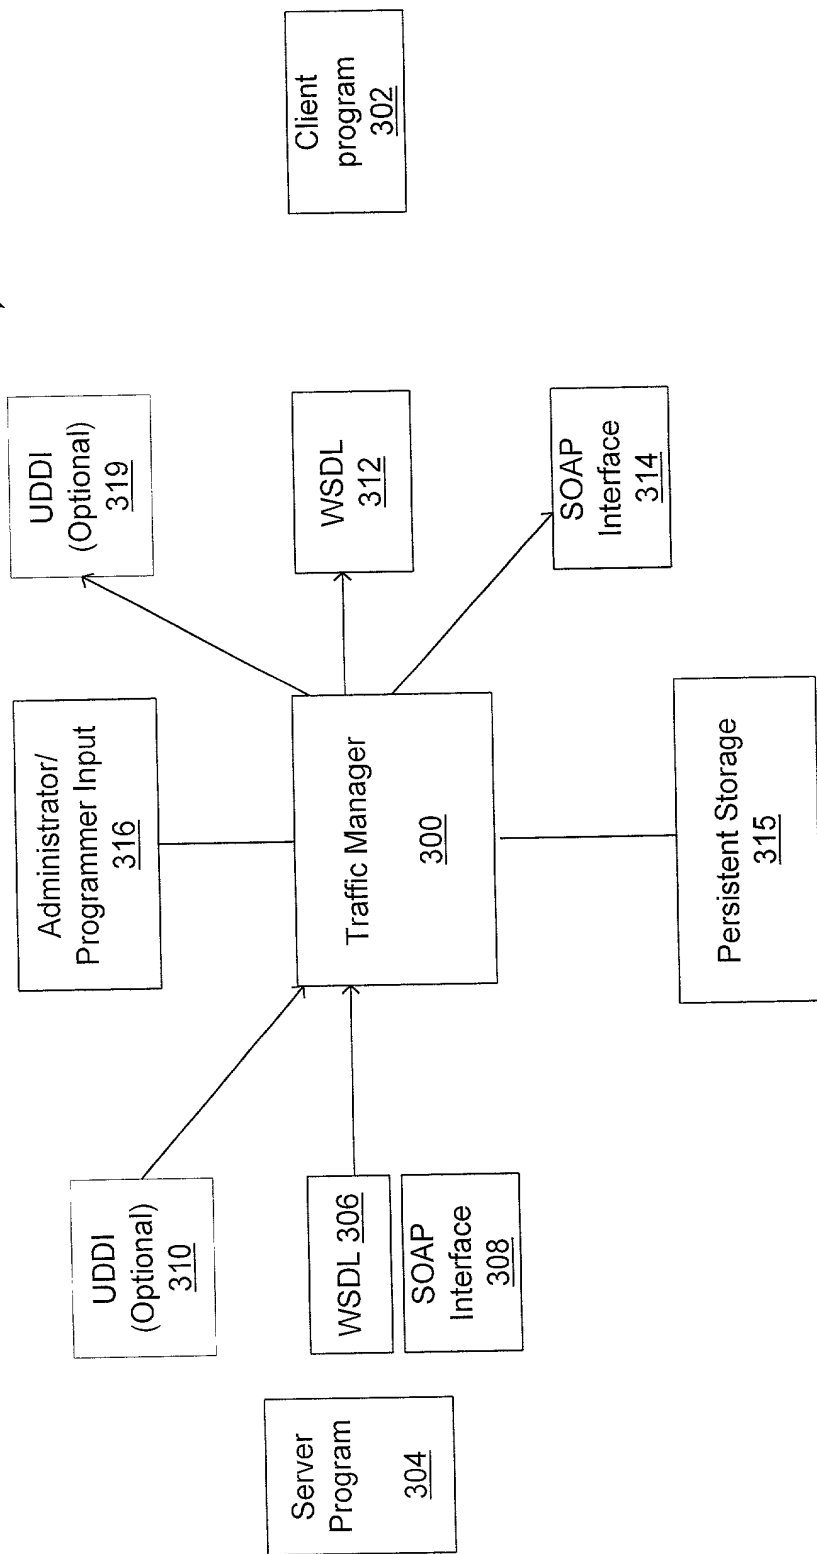 Server
Program
304
UDDI
(Optional)
310
WSDL 306
SOAP
Interface
308
Administrator/
Programmer Input
316
Traffic Manager
300
Persistent Storage
315
UDDI
(Optional)
319
WSDL
312
SOAP
Interface
314
Client
program
302